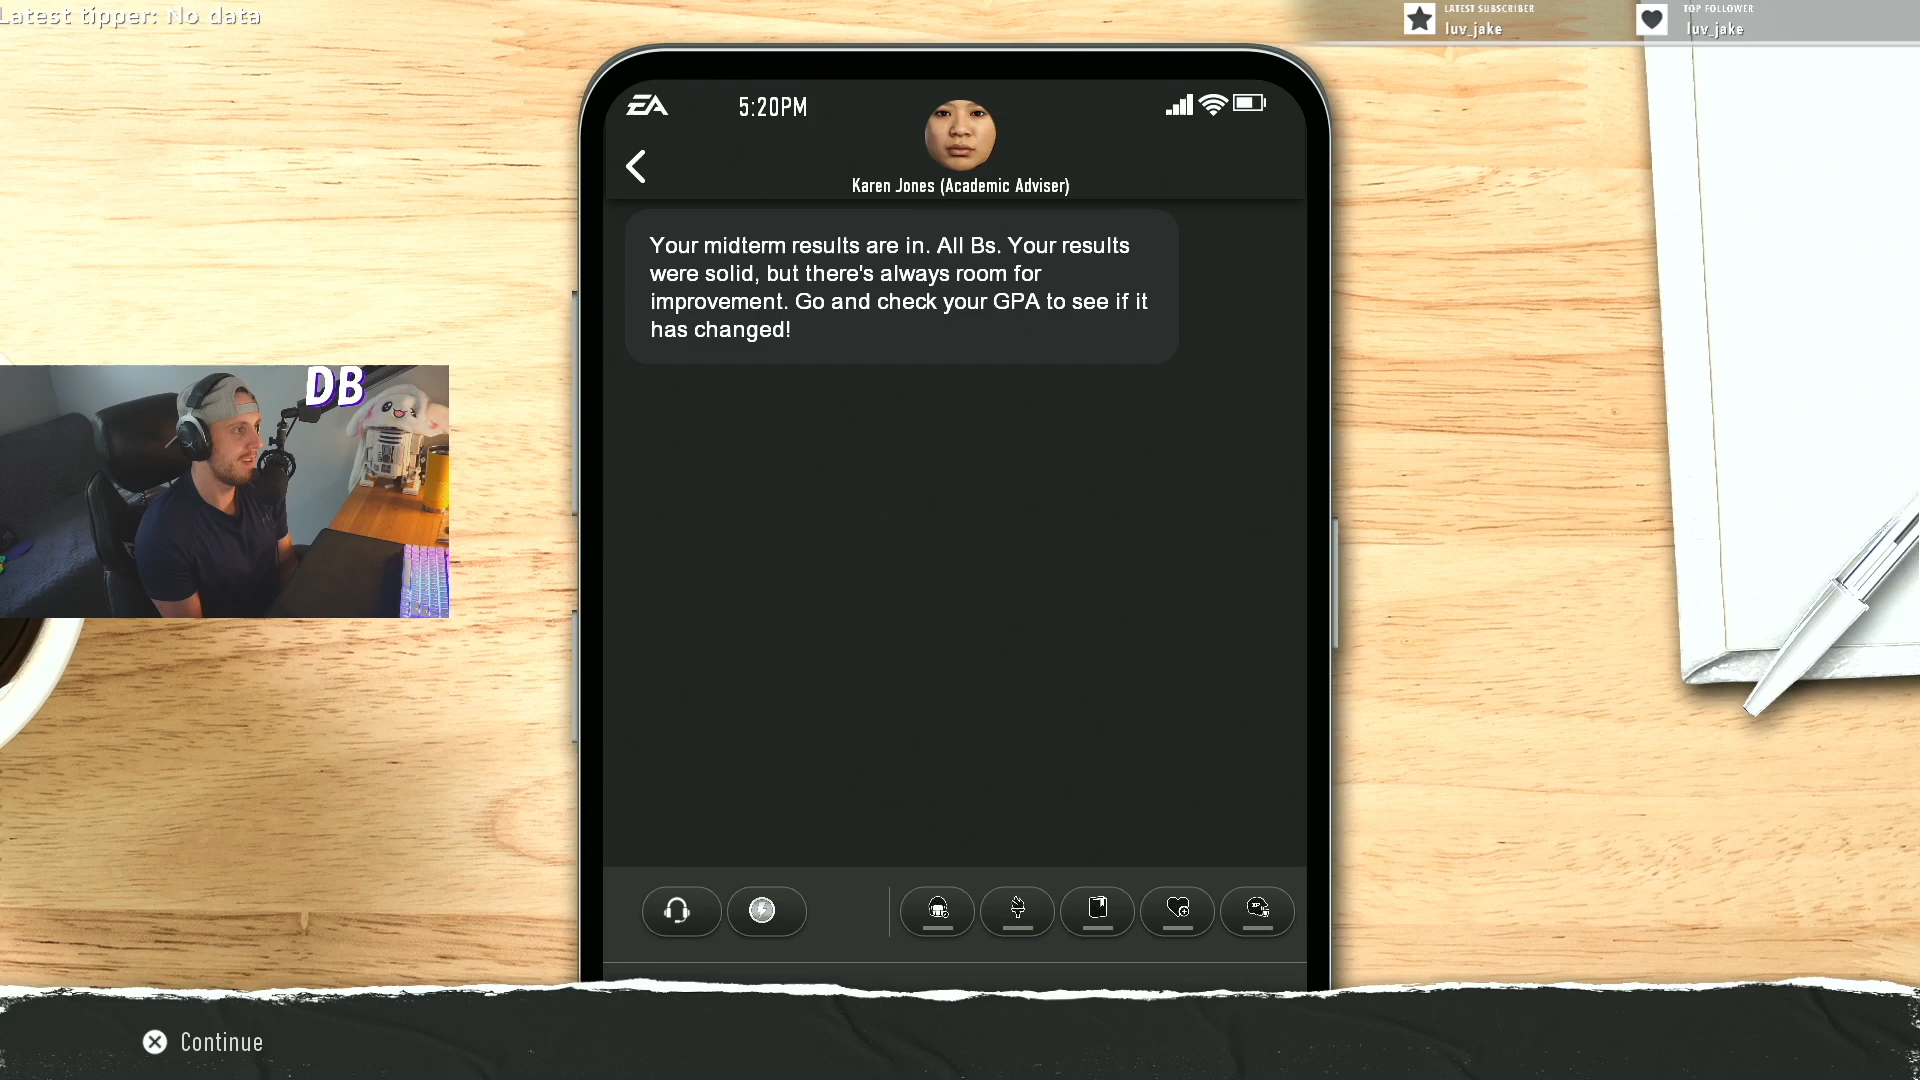 Latest tipper: No data
LATEST SUBSCRIBER
luv_jake
TOP FOLLOWER
luv_jake
EA
5:20PM
Karen Jones (Academic Adviser)
Your midterm results are in. All Bs. Your results
were solid, but there's always room for
improvement. Go and check your GPA to see if it
has changed!
DB
XP
Continue